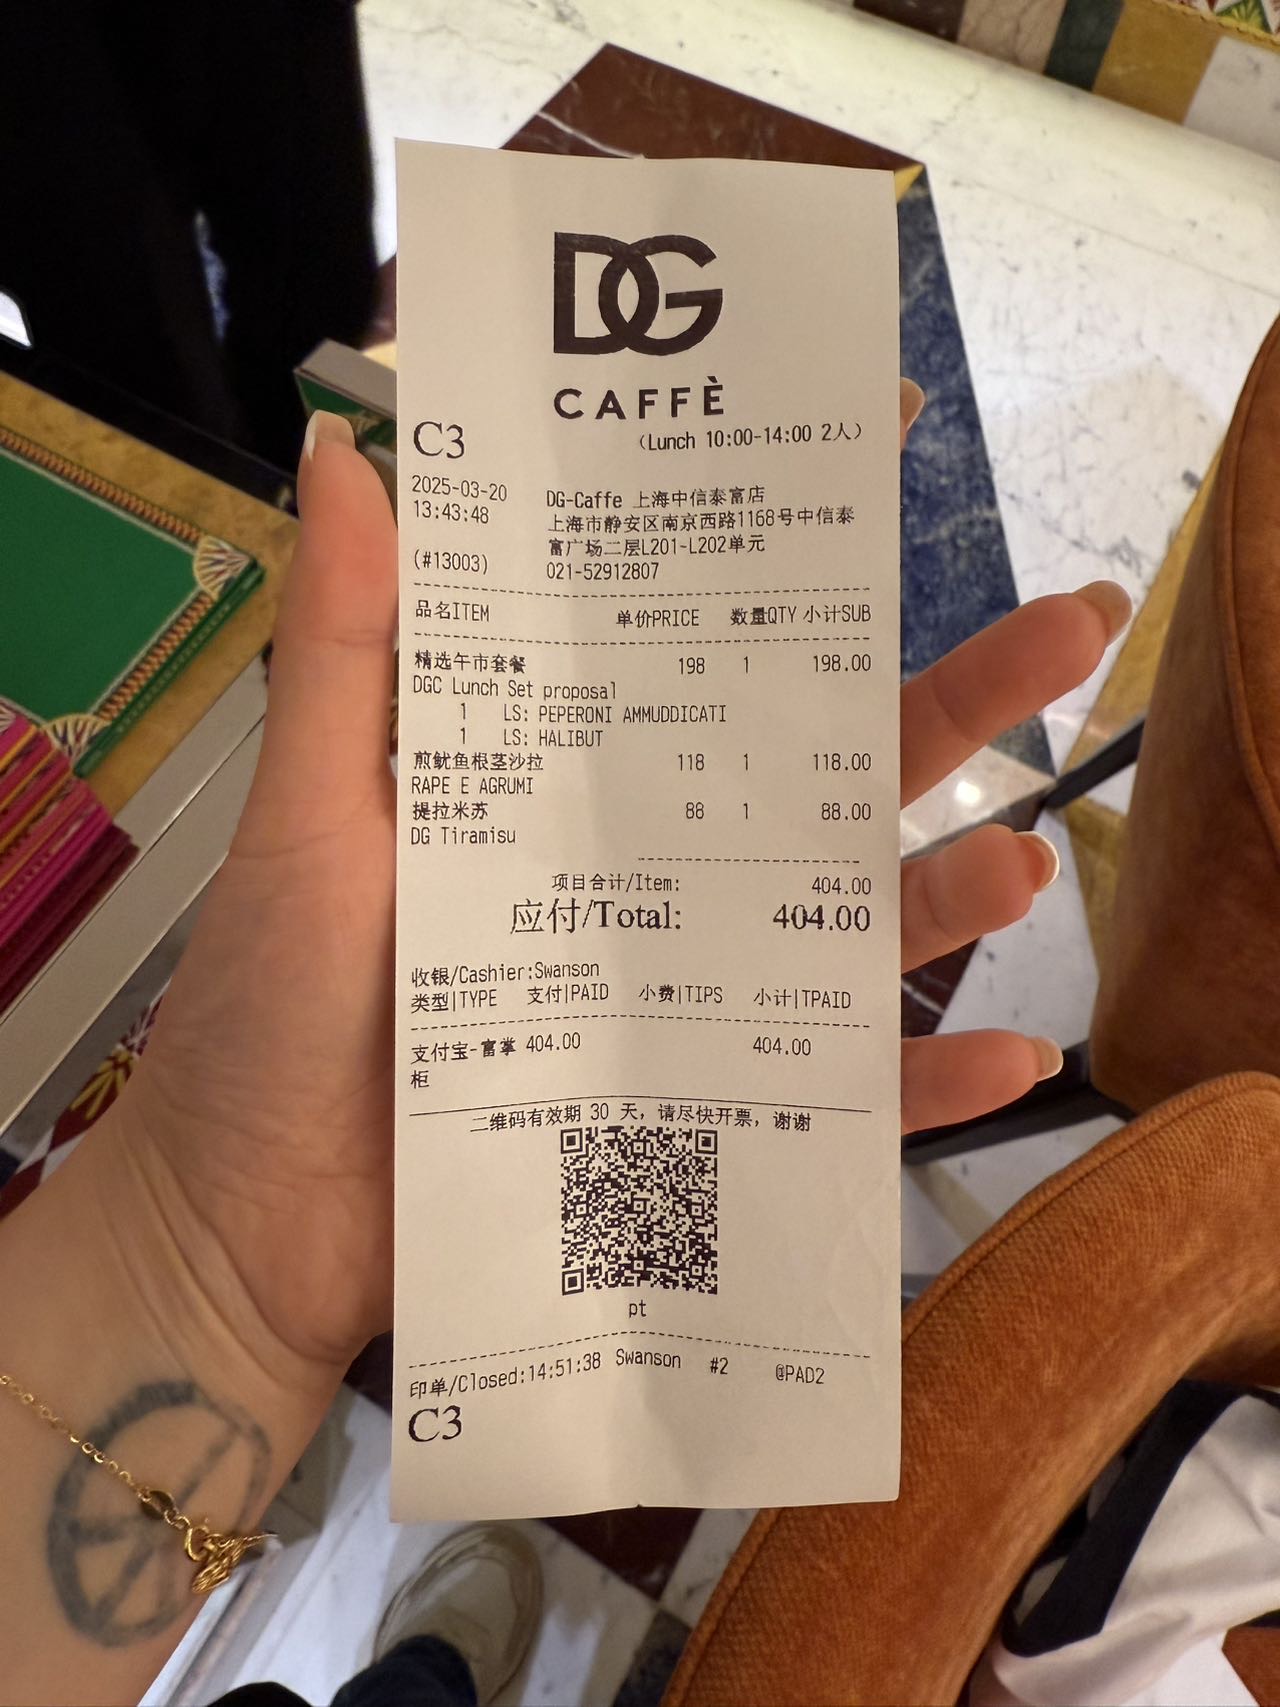 DG
CAFFÈ
C3
（Lunch 10:00-14:00 2人）
2025-03-20
13:43:48
(#13003)
DG-Caffe 上海中信泰富店
上海市静安区南京西路1168号中信泰
富广场二层L201-L202单元
021-52912807
品名ITEM 单价PRICE 数量QTY 小计SUB
精选午市套餐 198 1 198.00
DGC Lunch Set proposal
1 LS: PEPERONI AMMUDDICATI
1 LS: HALIBUT
煎鱿鱼根茎沙拉 118 1 118.00
RAPE E AGRUMI
提拉米苏 88 1 88.00
DG Tiramisu
项目合计/Item: 404.00
应付/Total: 404.00
收银/Cashier:Swanson
类型|TYPE 支付|PAID 小费|TIPS 小计|TPAID
支付宝-富掌 404.00 404.00
柜
二维码有效期 30 天，请尽快开票，谢谢
pt
印单/Closed:14:51:38 Swanson #2 @PAD2
C3